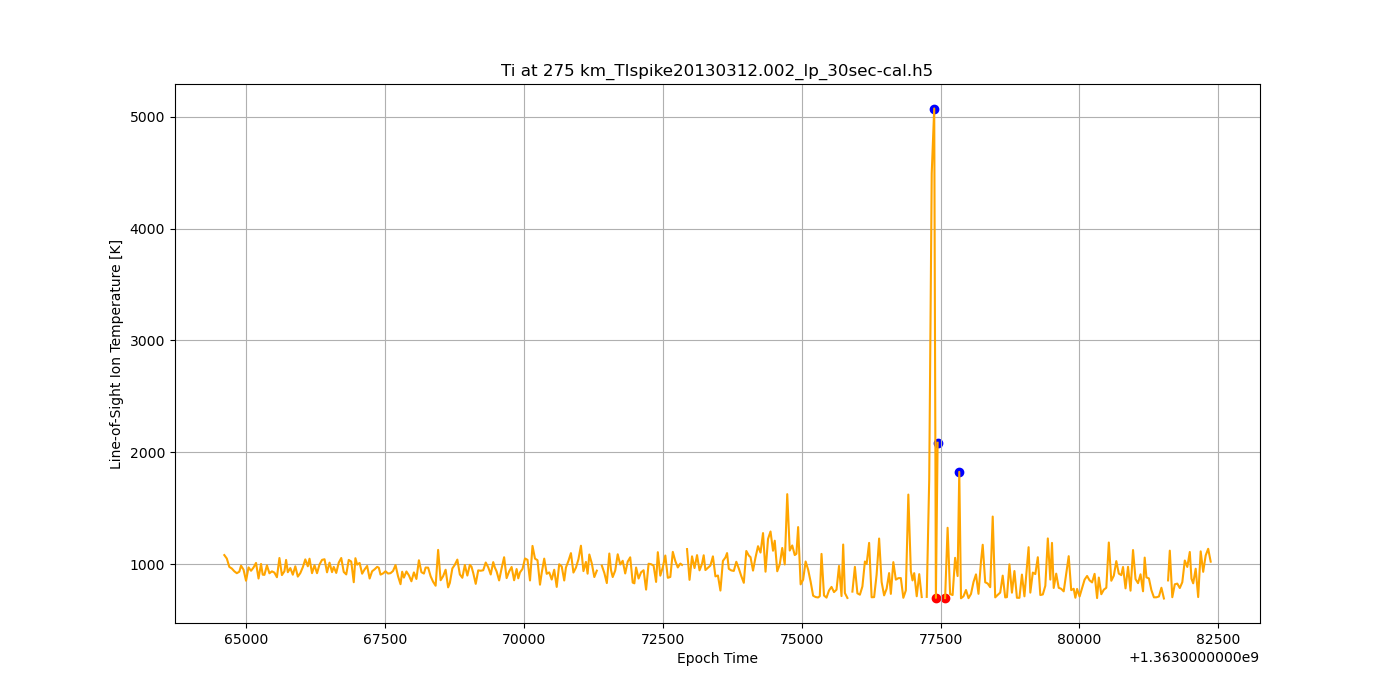 Ti at 275 km_TIspike20130312.002_lp_30sec-cal.h5
Line-of-Sight Ion Temperature [K]
5000
4000
3000
2000
1000
65000 67500 70000 72500 75000 77500 80000 82500
Epoch Time
+1.3630000000e9